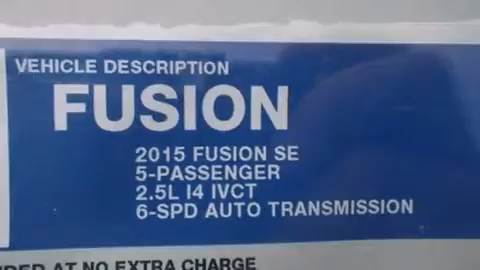 VEHICLE DESCRIPTION
FUSION
2015 FUSION SE
5-PASSENGER
2.5L I4 IVCT
6-SPD AUTO TRANSMISSION
AT NO EXTRA CHARGE